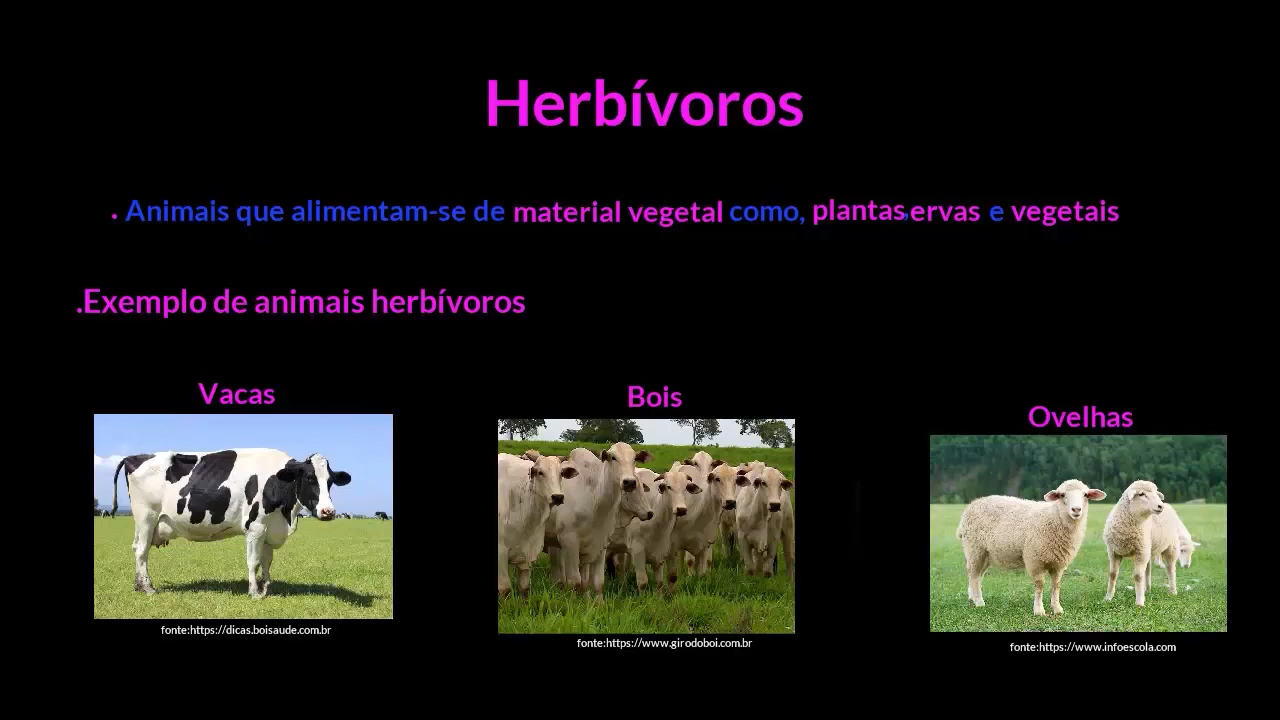 Herbívoros
. Animais que alimentam-se de material vegetal como, plantas,ervas e vegetais
.Exemplo de animais herbívoros
Vacas
Bois
Ovelhas
fonte:https://dicas.boisaude.com.br
fonte:https://www.girodoboi.com.br
fonte:https://www.infoescola.com